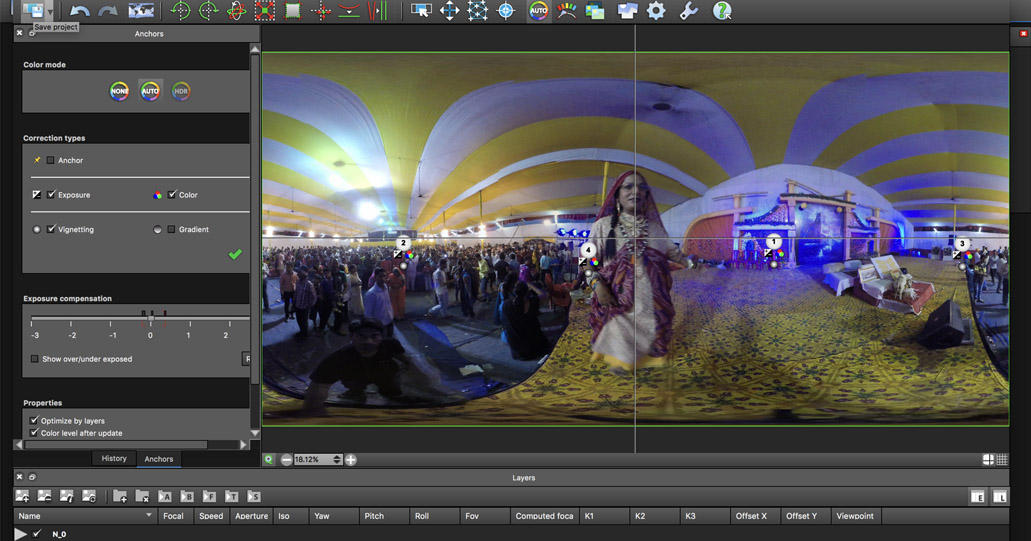 AUTO
Save project
Anchors
Color mode
NONE AUTO HDR
Correction types
Anchor
Exposure Color
Vignetting Gradient
Exposure compensation
-3 -2 -1 0 1 2
Show over/under exposed R
Properties
Optimize by layers
Color level after update
History Anchors
2 4 1 3
18.12%
Layers
A B F T S E L
Name Focal Speed Aperture Iso Yaw Pitch Roll Fov Computed foca K1 K2 K3 Offset X Offset Y Viewpoint
N_0